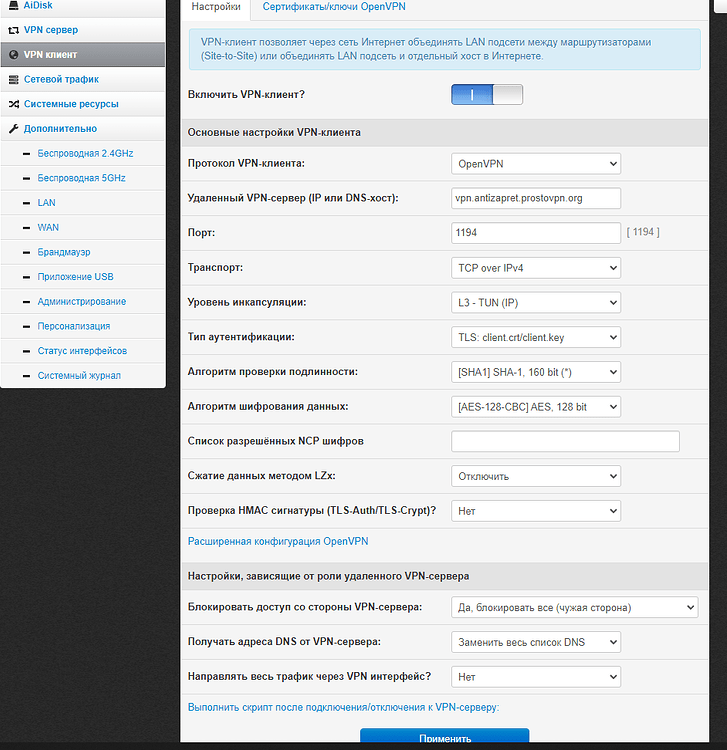 AiDisk
VPN сервер
VPN клиент
Сетевой трафик
Системные ресурсы
Дополнительно
Беспроводная 2.4GHz
Беспроводная 5GHz
LAN
WAN
Брандмауэр
Приложение USB
Администрирование
Персонализация
Статус интерфейсов
Системный журнал
Настройки Сертификаты/ключи OpenVPN
VPN-клиент позволяет через сеть Интернет объединять LAN подсети между маршрутизаторами
(Site-to-Site) или объединять LAN подсеть и отдельный хост в Интернете.
Включить VPN-клиент?
Основные настройки VPN-клиента
Протокол VPN-клиента: OpenVPN
Удаленный VPN-сервер (IP или DNS-хост): vpn.antizapret.prostovpn.org
Порт: 1194 [ 1194 ]
Транспорт: TCP over IPv4
Уровень инкапсуляции: L3 - TUN (IP)
Тип аутентификации: TLS: client.crt/client.key
Алгоритм проверки подлинности: [SHA1] SHA-1, 160 bit (*)
Алгоритм шифрования данных: [AES-128-CBC] AES, 128 bit
Список разрешённых NCP шифров
Сжатие данных методом LZx: Отключить
Проверка HMAC сигнатуры (TLS-Auth/TLS-Crypt)? Нет
Расширенная конфигурация OpenVPN
Настройки, зависящие от роли удаленного VPN-сервера
Блокировать доступ со стороны VPN-сервера: Да, блокировать все (чужая сторона)
Получать адреса DNS от VPN-сервера: Заменить весь список DNS
Направлять весь трафик через VPN интерфейс? Нет
Выполнить скрипт после подключения/отключения к VPN-серверу:
Применить